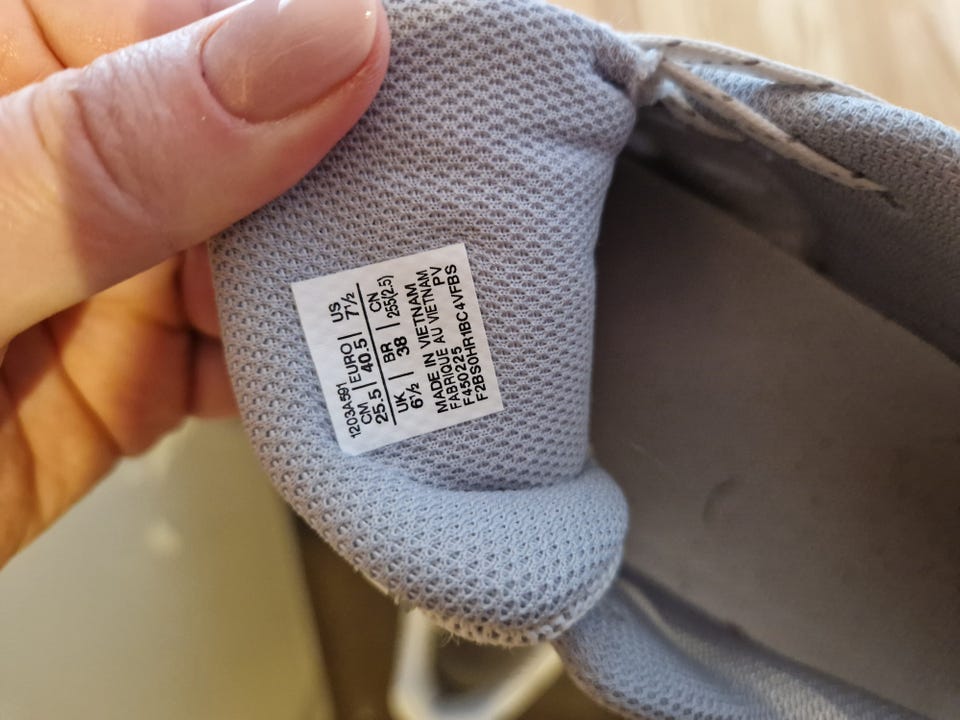 1203A591
CM | EURO | US
25.5 | 40.5 | 7½
UK | BR | CN
6½ | 38 | 255(2.5)
MADE IN VIETNAM
FABRIQUE AU VIETNAM
F450225 PV
F2BS0HR1BC4VFBS